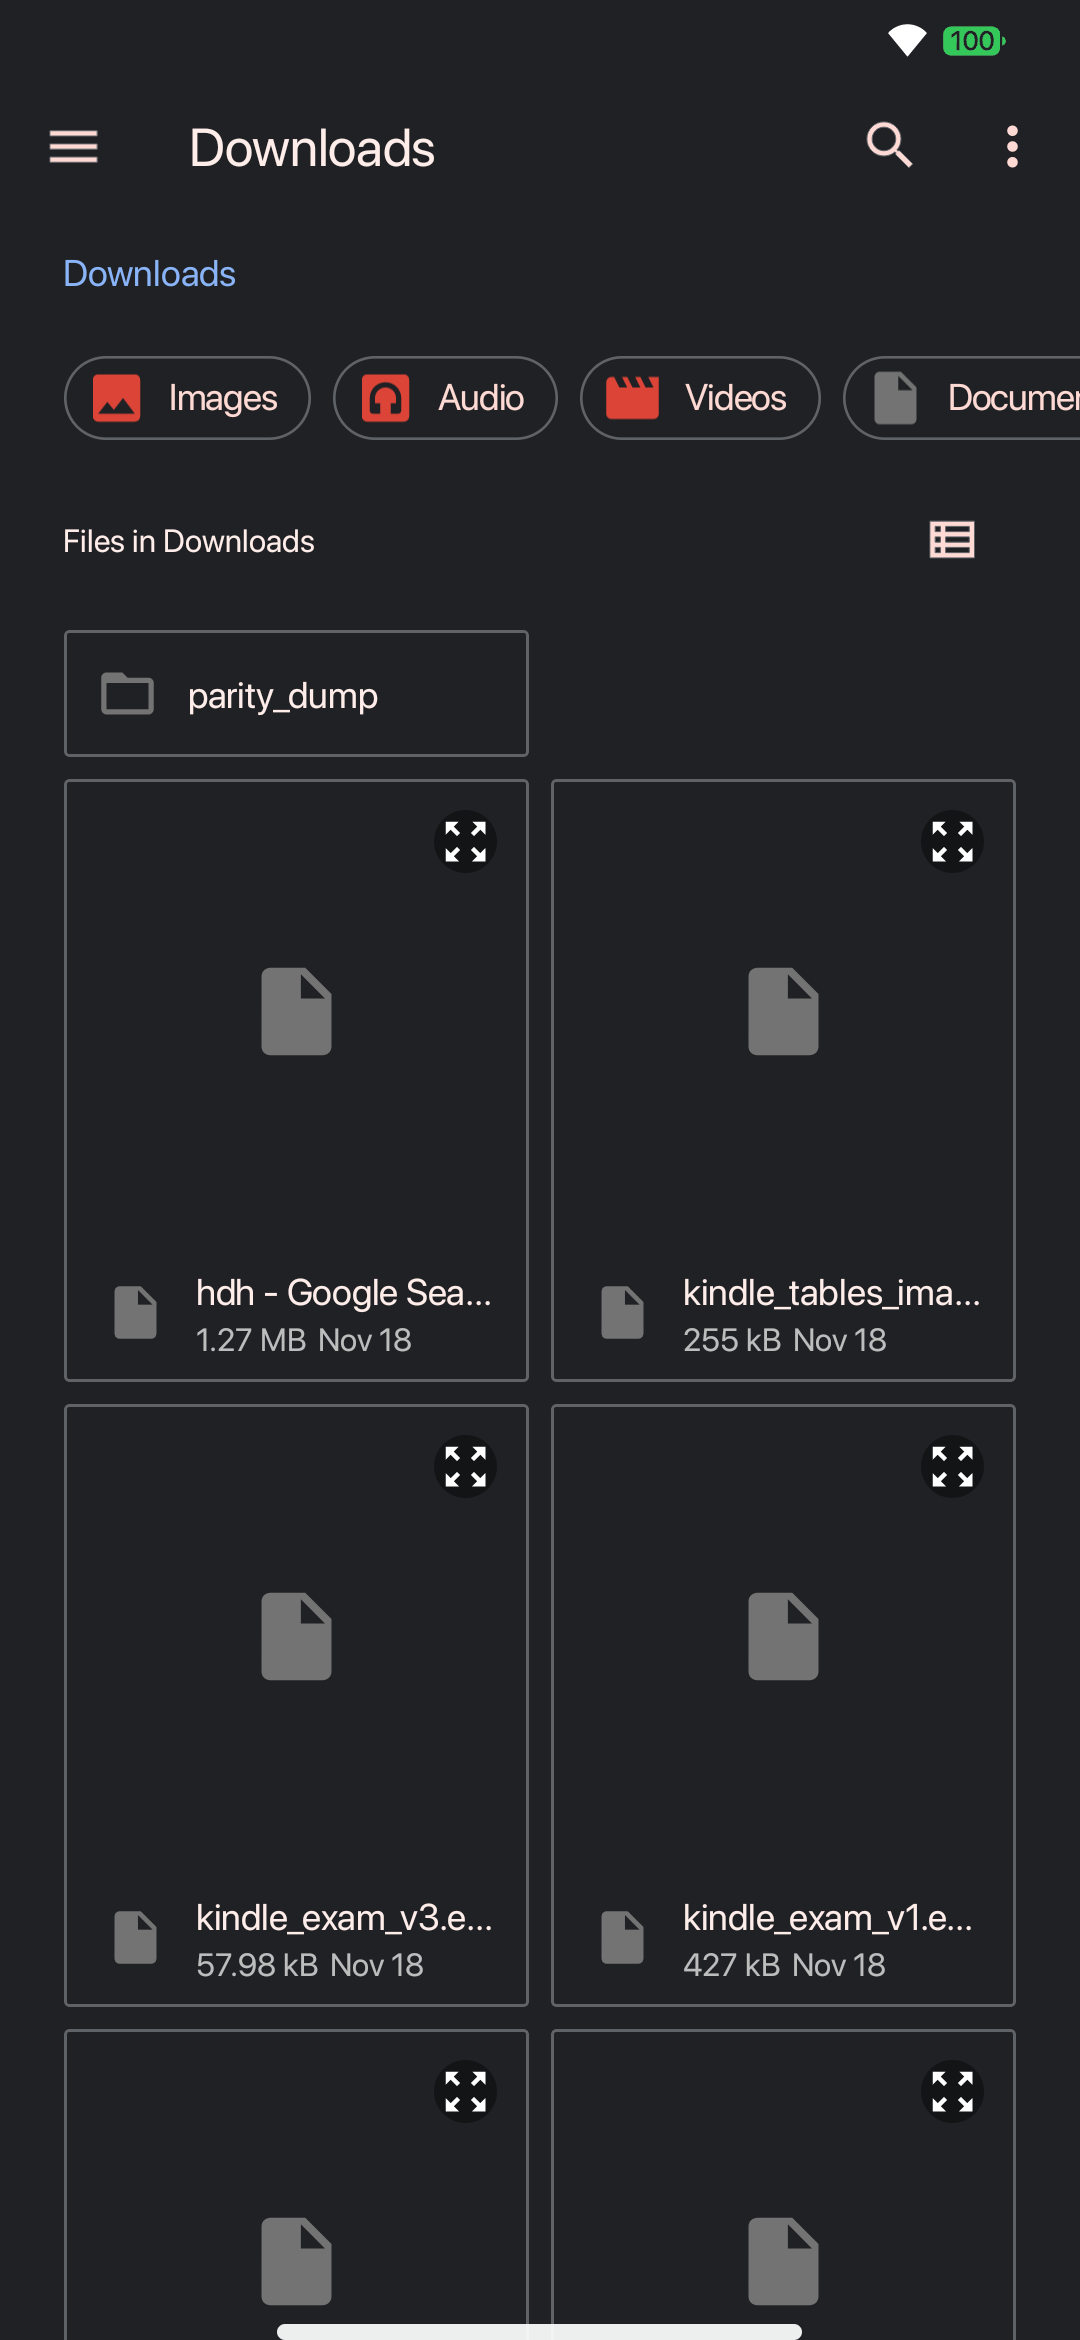 100
Downloads
Downloads
Images
Audio
Videos
Documen
Files in Downloads
parity_dump
hdh - Google Sea...
1.27 MB Nov 18
kindle_tables_ima...
255 kB Nov 18
kindle_exam_v3.e...
57.98 kB Nov 18
kindle_exam_v1.e...
427 kB Nov 18